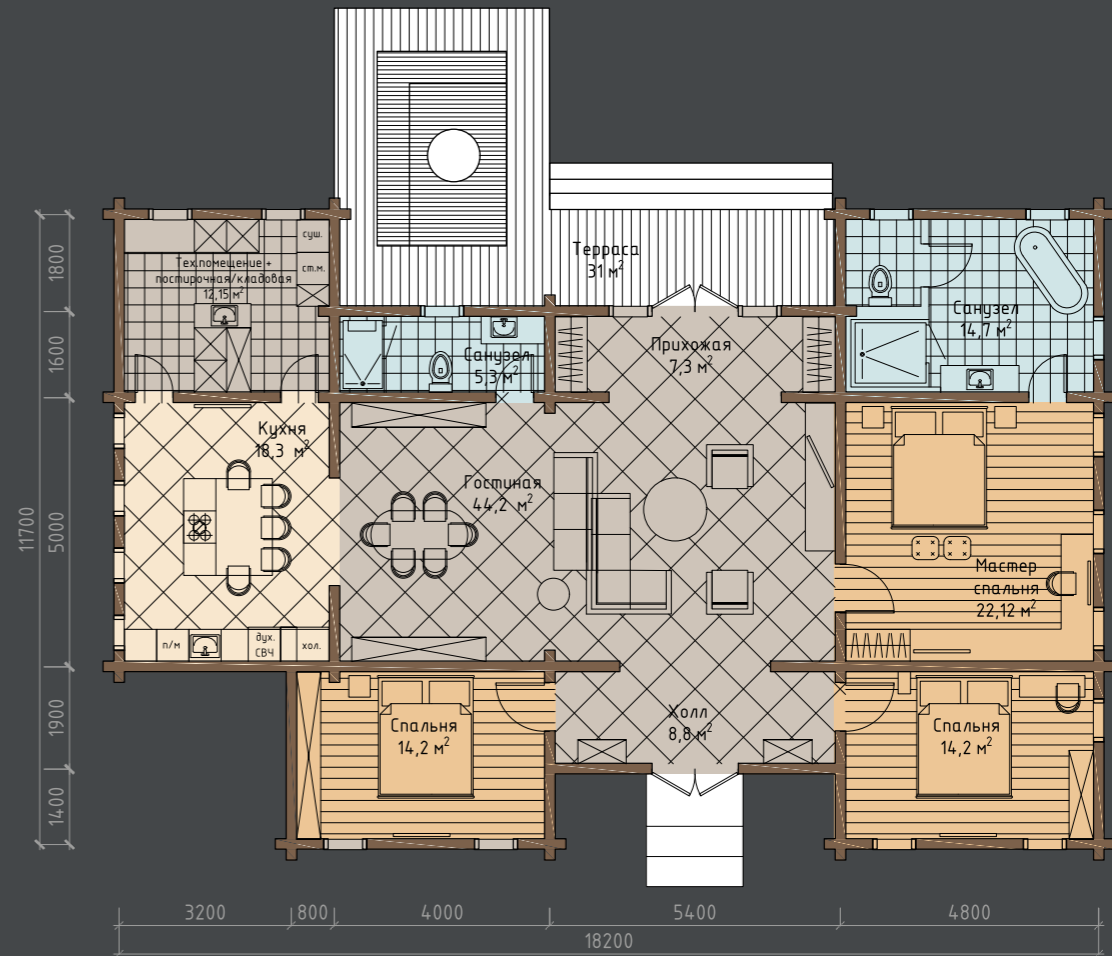 Терраса
31 м²
суш.
ст.м.
Тех.помещение +
постирочная/кладовая
12,15 м²
Санузел
14,7 м²
Санузел
5,3 м²
Прихожая
7,3 м²
Кухня
18,3 м²
Гостиная
44,2 м²
Мастер
спальня
22,12 м²
п/м
дух.
СВЧ
хол.
Спальня
14,2 м²
Холл
8,8 м²
Спальня
14,2 м²
11700
1800
1600
5000
1900
1400
3200
800
4000
5400
4800
18200